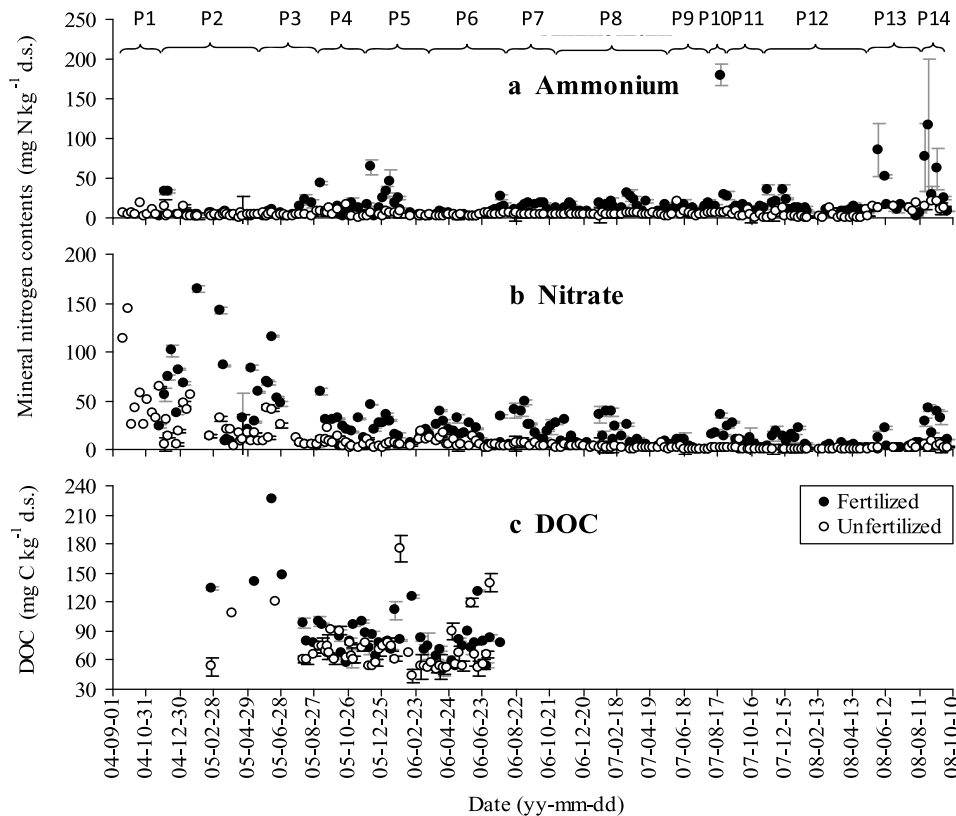 P1 P2 P3 P4 P5 P6 P7 P8 P9 P10 P11 P12 P13 P14
Mineral nitrogen contents (mg N kg-1 d.s.)
250
200
150
100
50
0
a Ammonium
200
150
100
50
0
b Nitrate
DOC (mg C kg-1 d.s.)
240
210
180
150
120
90
60
30
c DOC
Fertilized
Unfertilized
04-09-01 04-10-31 04-12-30 05-02-28 05-04-29 05-06-28 05-08-27 05-10-26 05-12-25 06-02-23 06-04-24 06-06-23 06-08-22 06-10-21 06-12-20 07-02-18 07-04-19 07-06-18 07-08-17 07-10-16 07-12-15 08-02-13 08-04-13 08-06-12 08-08-11 08-10-10
Date (yy-mm-dd)